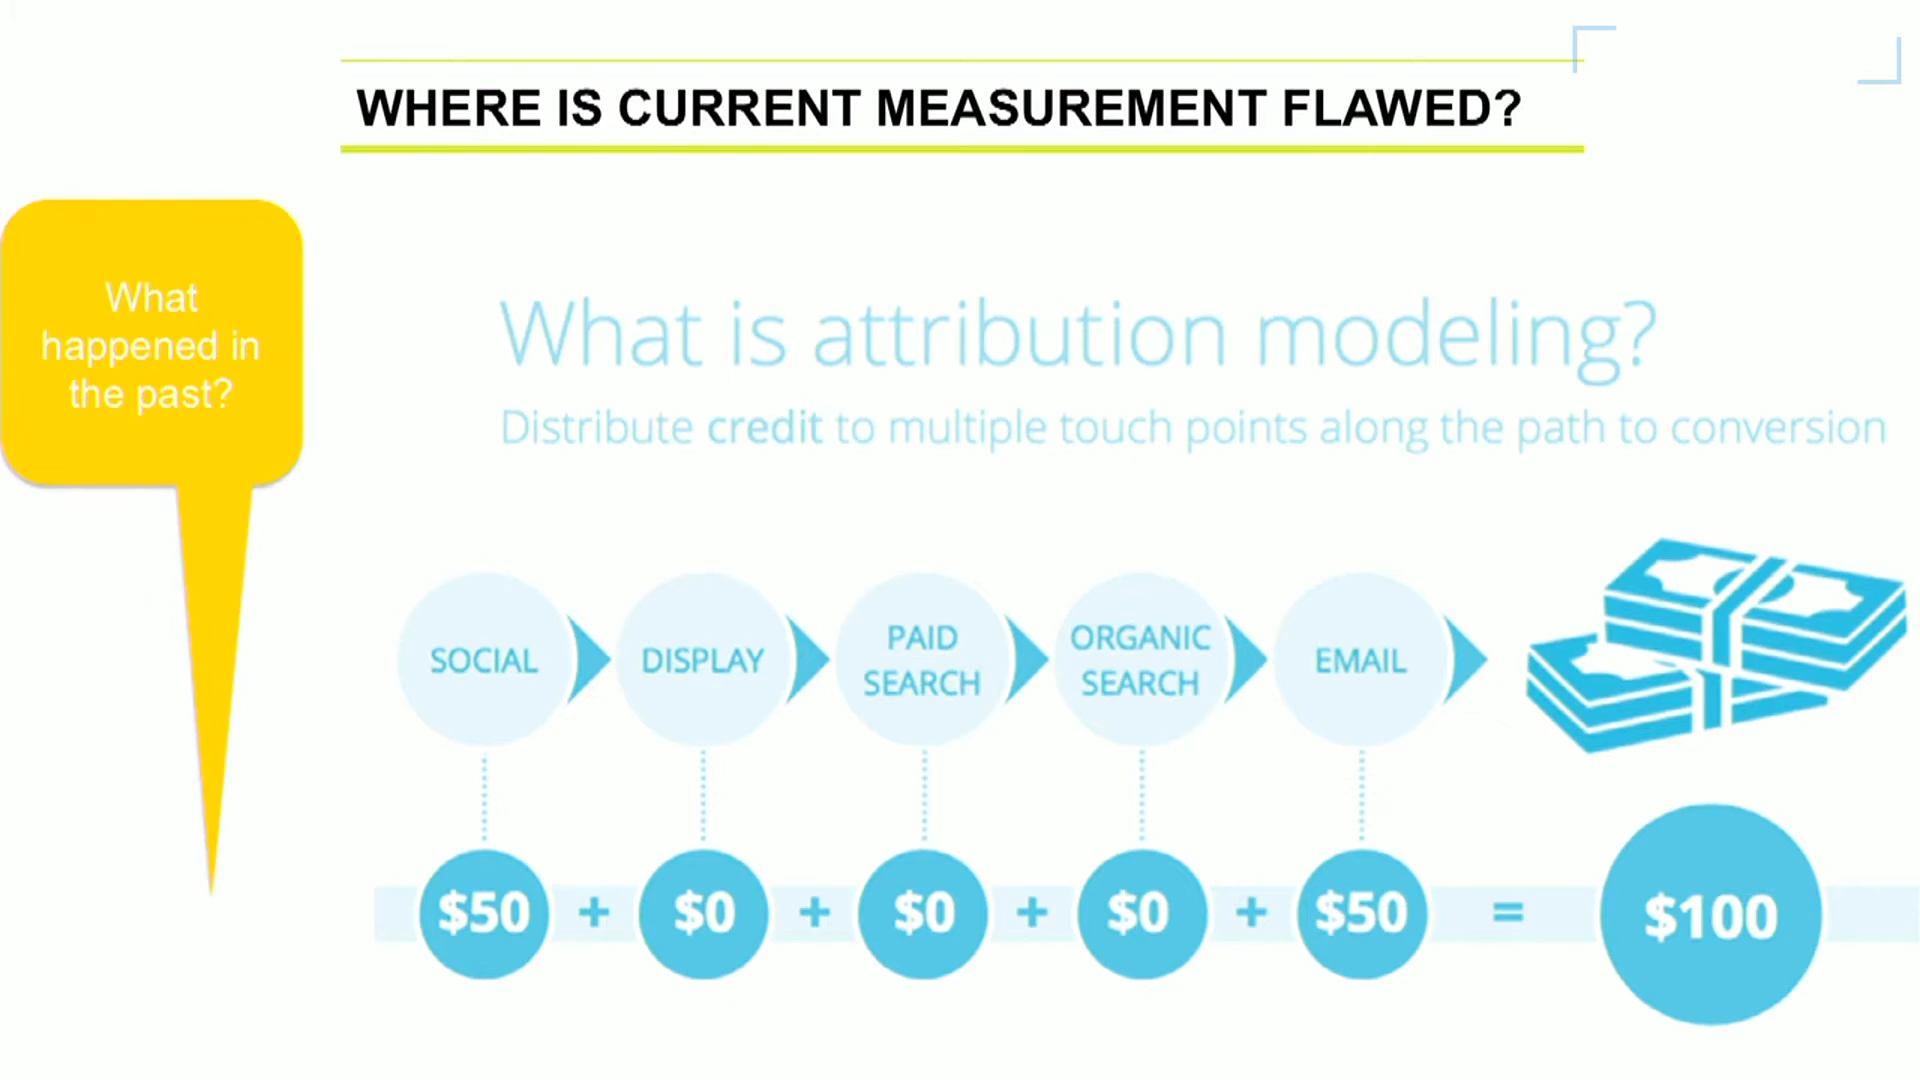 WHERE IS CURRENT MEASUREMENT FLAWED?
What
happened in
the past?
What is attribution modeling?
Distribute credit to multiple touch points along the path to conversion
SOCIAL
DISPLAY
PAID
SEARCH
ORGANIC
SEARCH
EMAIL
$50 + $0 + $0 + $0 + $50 = $100